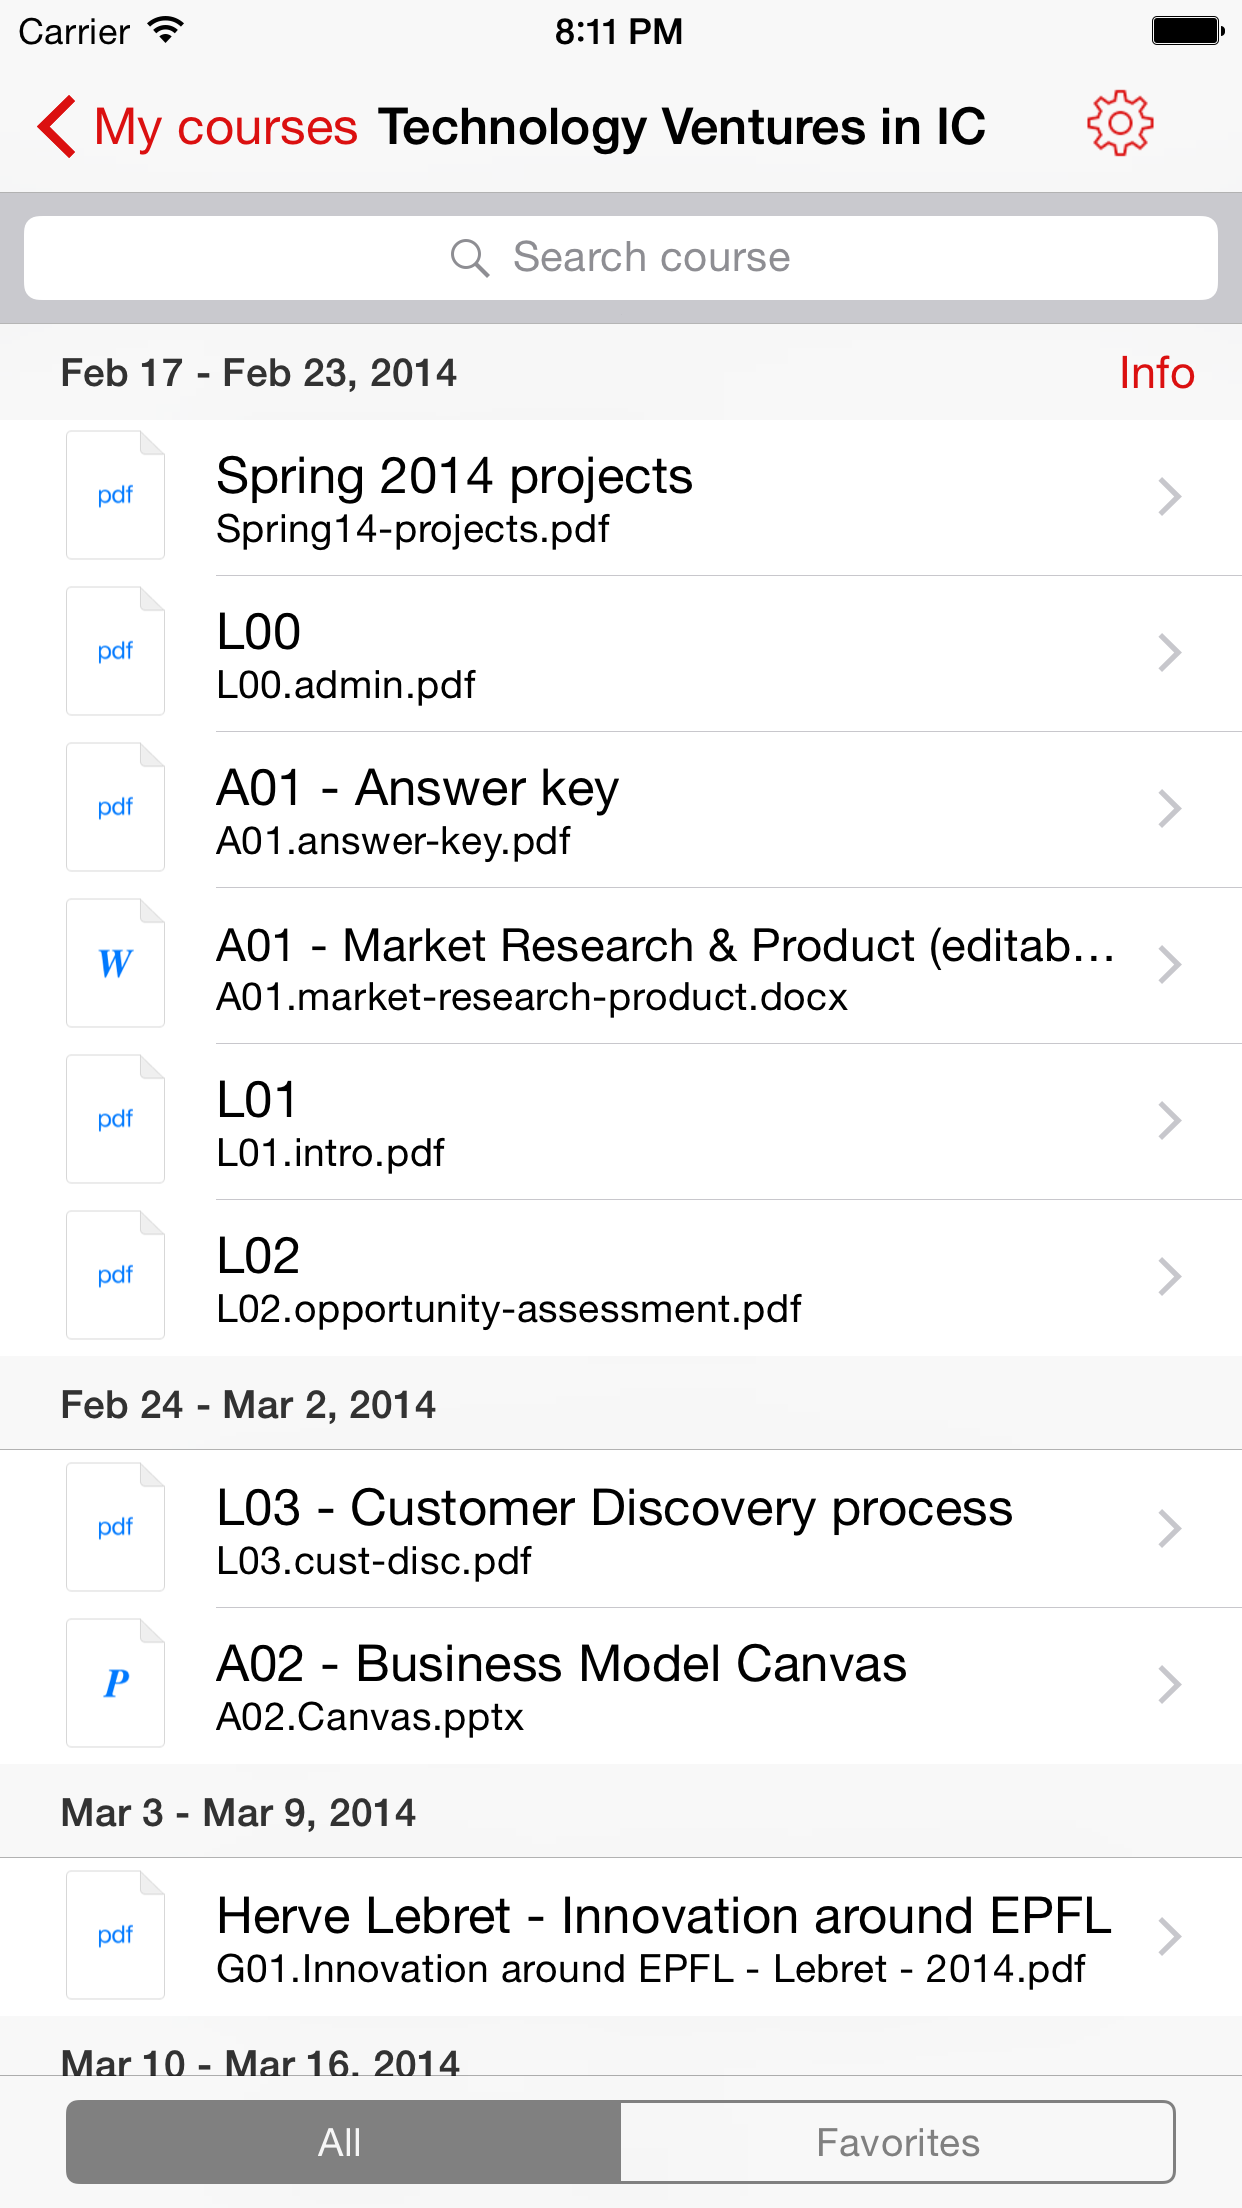 Carrier 8:11 PM
My courses Technology Ventures in IC
Search course
Feb 17 - Feb 23, 2014 Info
pdf Spring 2014 projects
Spring14-projects.pdf
pdf L00
L00.admin.pdf
pdf A01 - Answer key
A01.answer-key.pdf
W A01 - Market Research & Product (editab...
A01.market-research-product.docx
pdf L01
L01.intro.pdf
pdf L02
L02.opportunity-assessment.pdf
Feb 24 - Mar 2, 2014
pdf L03 - Customer Discovery process
L03.cust-disc.pdf
P A02 - Business Model Canvas
A02.Canvas.pptx
Mar 3 - Mar 9, 2014
pdf Herve Lebret - Innovation around EPFL
G01.Innovation around EPFL - Lebret - 2014.pdf
Mar 10 - Mar 16, 2014
All Favorites